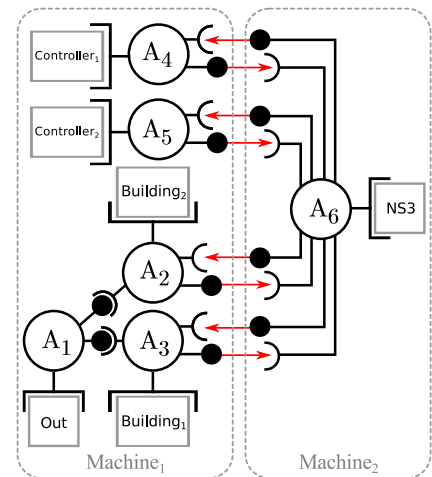 Controller₁
A₄
Controller₂
A₅
Building₂
A₆
NS3
A₂
A₁
A₃
Out
Building₁
Machine₁
Machine₂